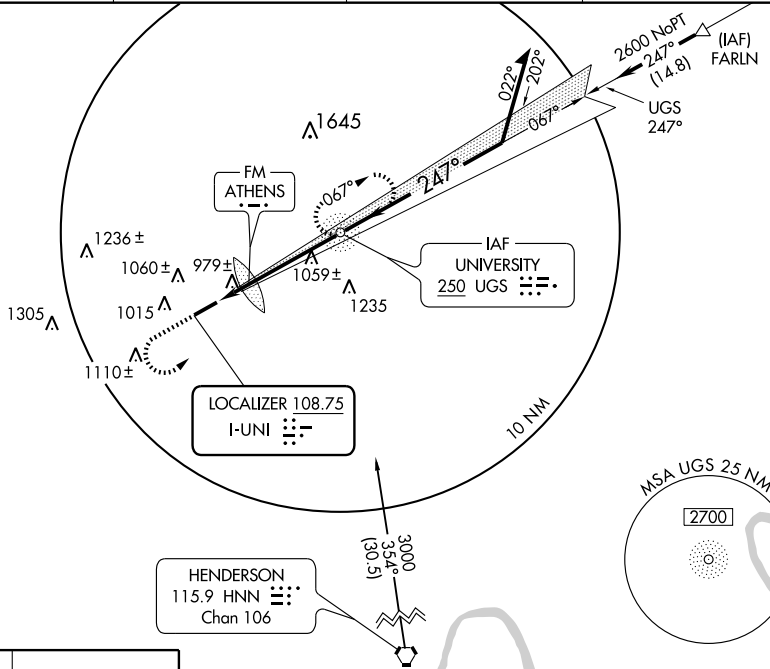 2600 NoPT
247°
(14.8)
(IAF)
FARLN
022°
202°
067°
UGS
247°
1645
FM
ATHENS
067°
247°
1236 ±
1060 ±
979 ±
1059 ±
IAF
UNIVERSITY
250 UGS
1015
1235
1305
1110 ±
LOCALIZER 108.75
I-UNI
10 NM
MSA UGS 25 NM
2700
3000
354°
(30.5)
HENDERSON
115.9 HNN
Chan 106